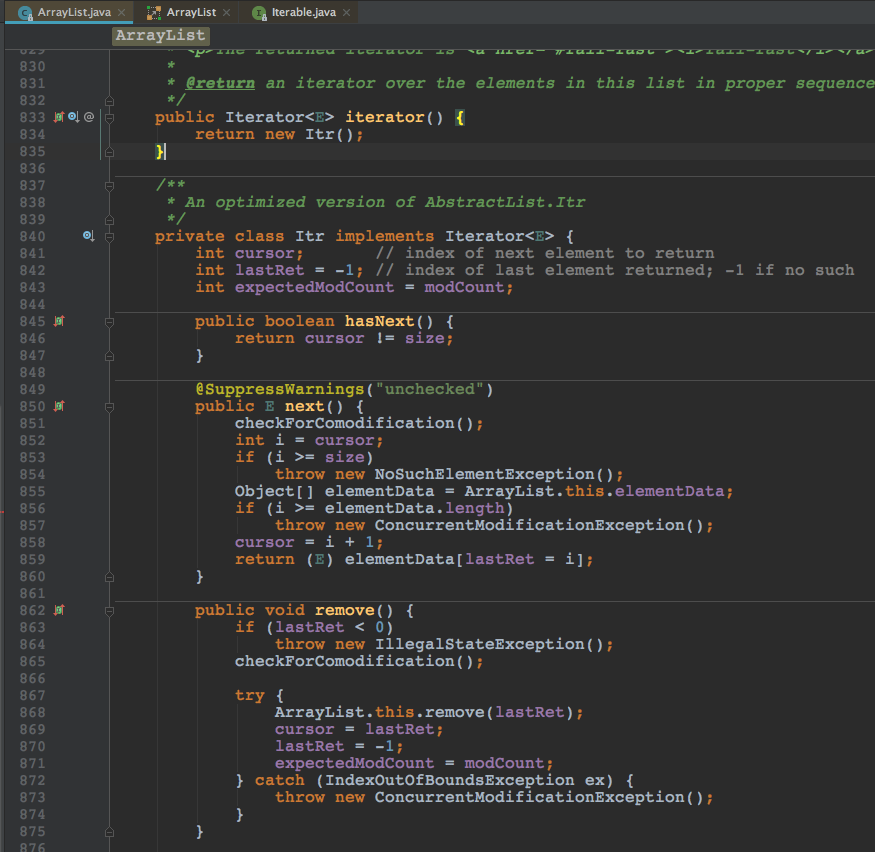 ArrayList.java × ArrayList × Iterable.java ×
ArrayList
829 * <p>The returned iterator is <a href="#fail-fast"><i>fail-fast</i></a>
830 *
831 * @return an iterator over the elements in this list in proper sequence
832 */
833 @ public Iterator<E> iterator() {
834 return new Itr();
835 }
836
837 /**
838 * An optimized version of AbstractList.Itr
839 */
840 private class Itr implements Iterator<E> {
841 int cursor; // index of next element to return
842 int lastRet = -1; // index of last element returned; -1 if no such
843 int expectedModCount = modCount;
844
845 public boolean hasNext() {
846 return cursor != size;
847 }
848
849 @SuppressWarnings("unchecked")
850 public E next() {
851 checkForComodification();
852 int i = cursor;
853 if (i >= size)
854 throw new NoSuchElementException();
855 Object[] elementData = ArrayList.this.elementData;
856 if (i >= elementData.length)
857 throw new ConcurrentModificationException();
858 cursor = i + 1;
859 return (E) elementData[lastRet = i];
860 }
861
862 public void remove() {
863 if (lastRet < 0)
864 throw new IllegalStateException();
865 checkForComodification();
866
867 try {
868 ArrayList.this.remove(lastRet);
869 cursor = lastRet;
870 lastRet = -1;
871 expectedModCount = modCount;
872 } catch (IndexOutOfBoundsException ex) {
873 throw new ConcurrentModificationException();
874 }
875 }
876